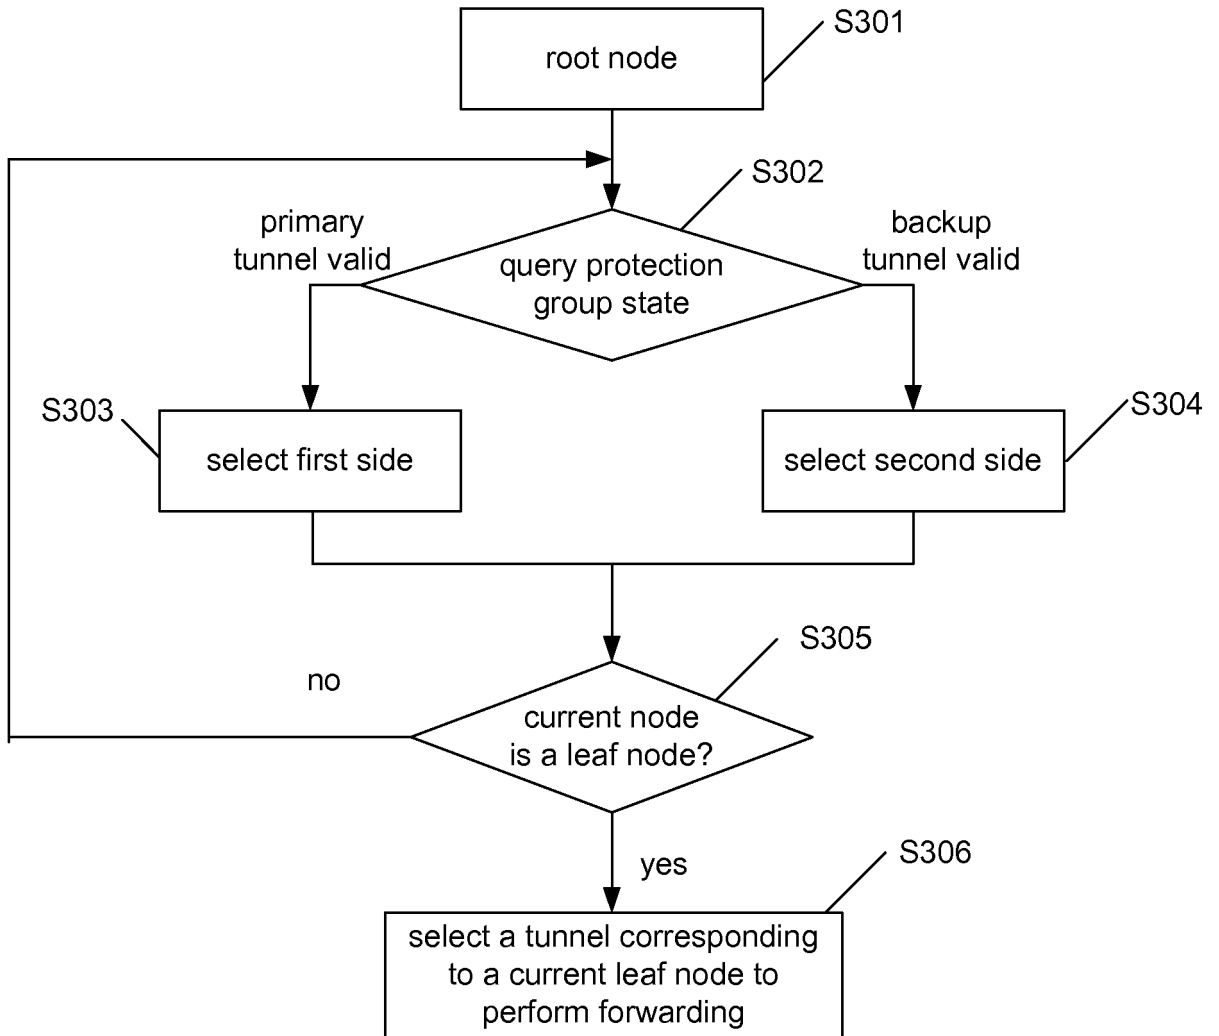 root node
S301
S302
primary
tunnel valid
query protection
group state
backup
tunnel valid
S303
select first side
select second side
S304
S305
no
current node
is a leaf node?
yes
S306
select a tunnel corresponding
to a current leaf node to
perform forwarding